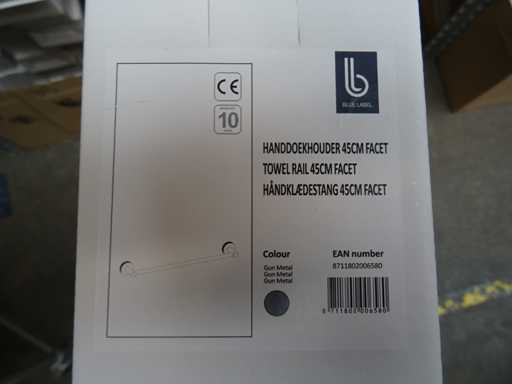 CE
10
b
BLUE LABEL
HANDDOEKHOUDER 45CM FACET
TOWEL RAIL 45CM FACET
HÅNDKLÆDESTANG 45CM FACET
Colour
Gun Metal
Gun Metal
Gun Metal
EAN number
8711802006580